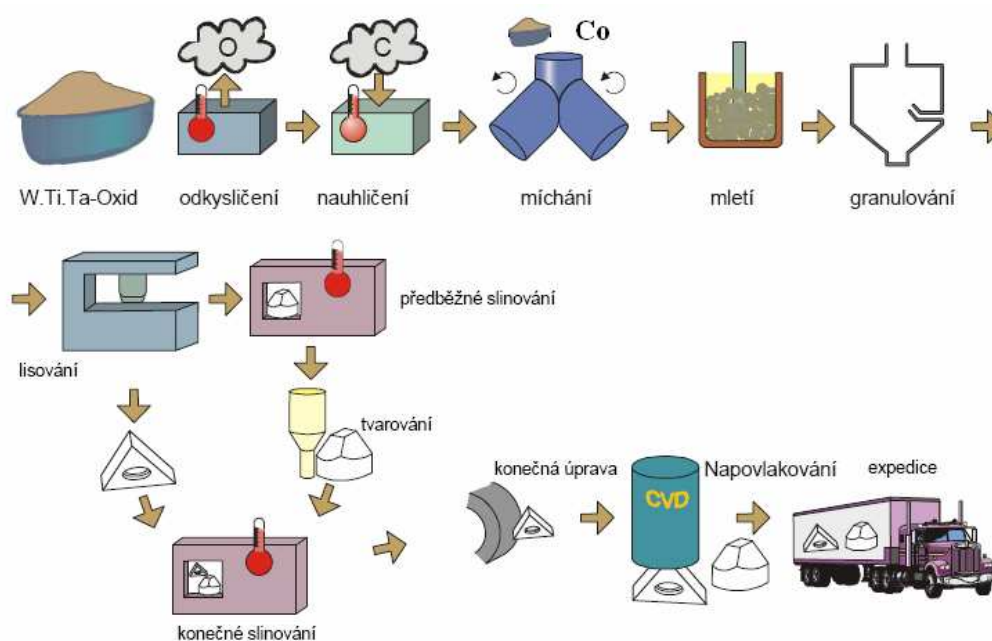 O
C
Co
W.Ti.Ta-Oxid
odkysličení
nauhličení
míchání
mletí
granulování
předběžné slinování
lisování
tvarování
konečná úprava
Napovlakování
expedice
CVD
konečné slinování